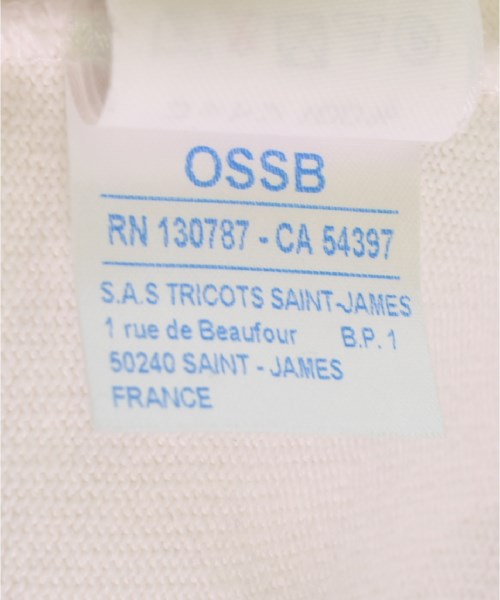 OSSB
RN 130787 - CA 54397
S.A.S TRICOTS SAINT-JAMES
1 rue de Beaufour B.P. 1
50240 SAINT - JAMES
FRANCE